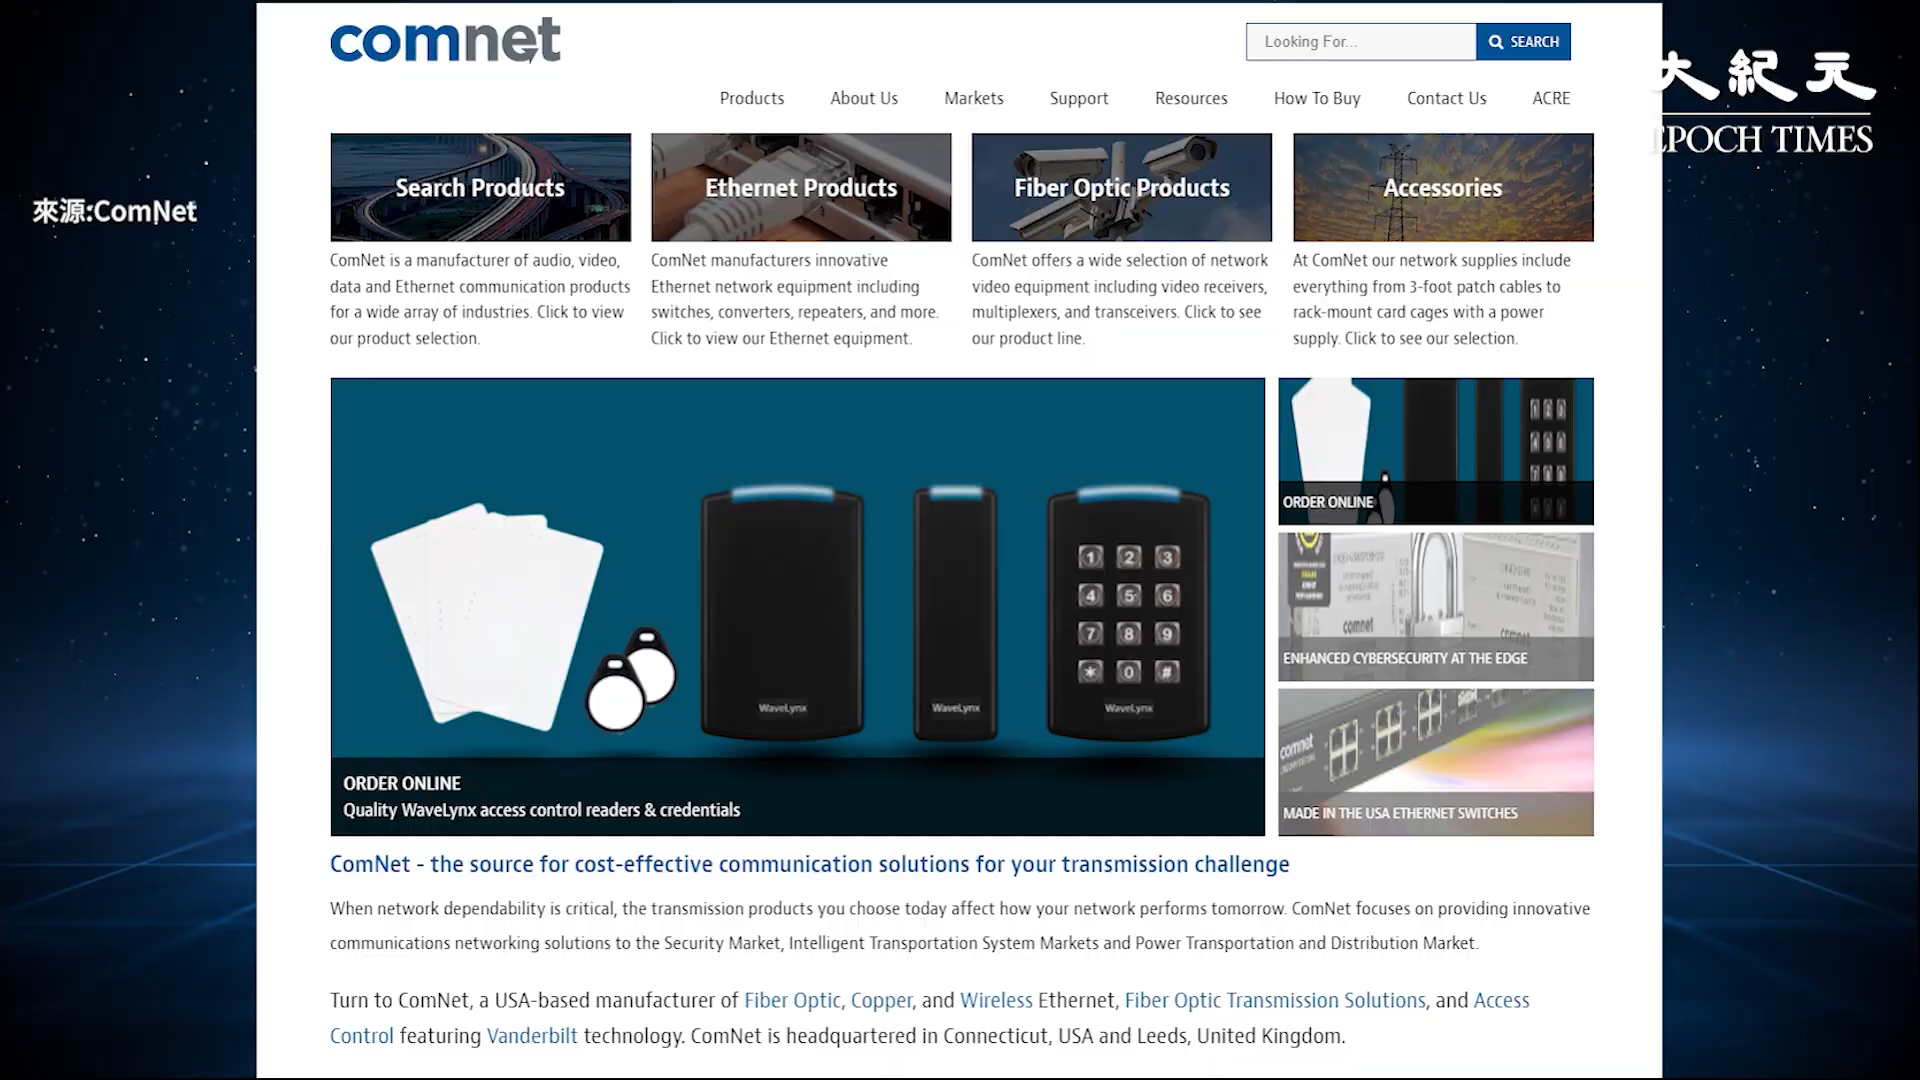 comnet
Looking For...
SEARCH
Products About Us Markets Support Resources How To Buy Contact Us ACRE
大紀元
EPOCH TIMES
來源:ComNet
Search Products
ComNet is a manufacturer of audio, video,
data and Ethernet communication products
for a wide array of industries. Click to view
our product selection.
Ethernet Products
ComNet manufacturers innovative
Ethernet network equipment including
switches, converters, repeaters, and more.
Click to view our Ethernet equipment.
Fiber Optic Products
ComNet offers a wide selection of network
video equipment including video receivers,
multiplexers, and transceivers. Click to see
our product line.
Accessories
At ComNet our network supplies include
everything from 3-foot patch cables to
rack-mount card cages with a power
supply. Click to see our selection.
1 2 3
4 5 6
7 8 9
* 0 #
WaveLynx WaveLynx WaveLynx
ORDER ONLINE
Quality WaveLynx access control readers & credentials
ORDER ONLINE
comnet
ENHANCED CYBERSECURITY AT THE EDGE
comnet
MADE IN THE USA ETHERNET SWITCHES
ComNet - the source for cost-effective communication solutions for your transmission challenge
When network dependability is critical, the transmission products you choose today affect how your network performs tomorrow. ComNet focuses on providing innovative
communications networking solutions to the Security Market, Intelligent Transportation System Markets and Power Transportation and Distribution Market.
Turn to ComNet, a USA-based manufacturer of Fiber Optic, Copper, and Wireless Ethernet, Fiber Optic Transmission Solutions, and Access
Control featuring Vanderbilt technology. ComNet is headquartered in Connecticut, USA and Leeds, United Kingdom.